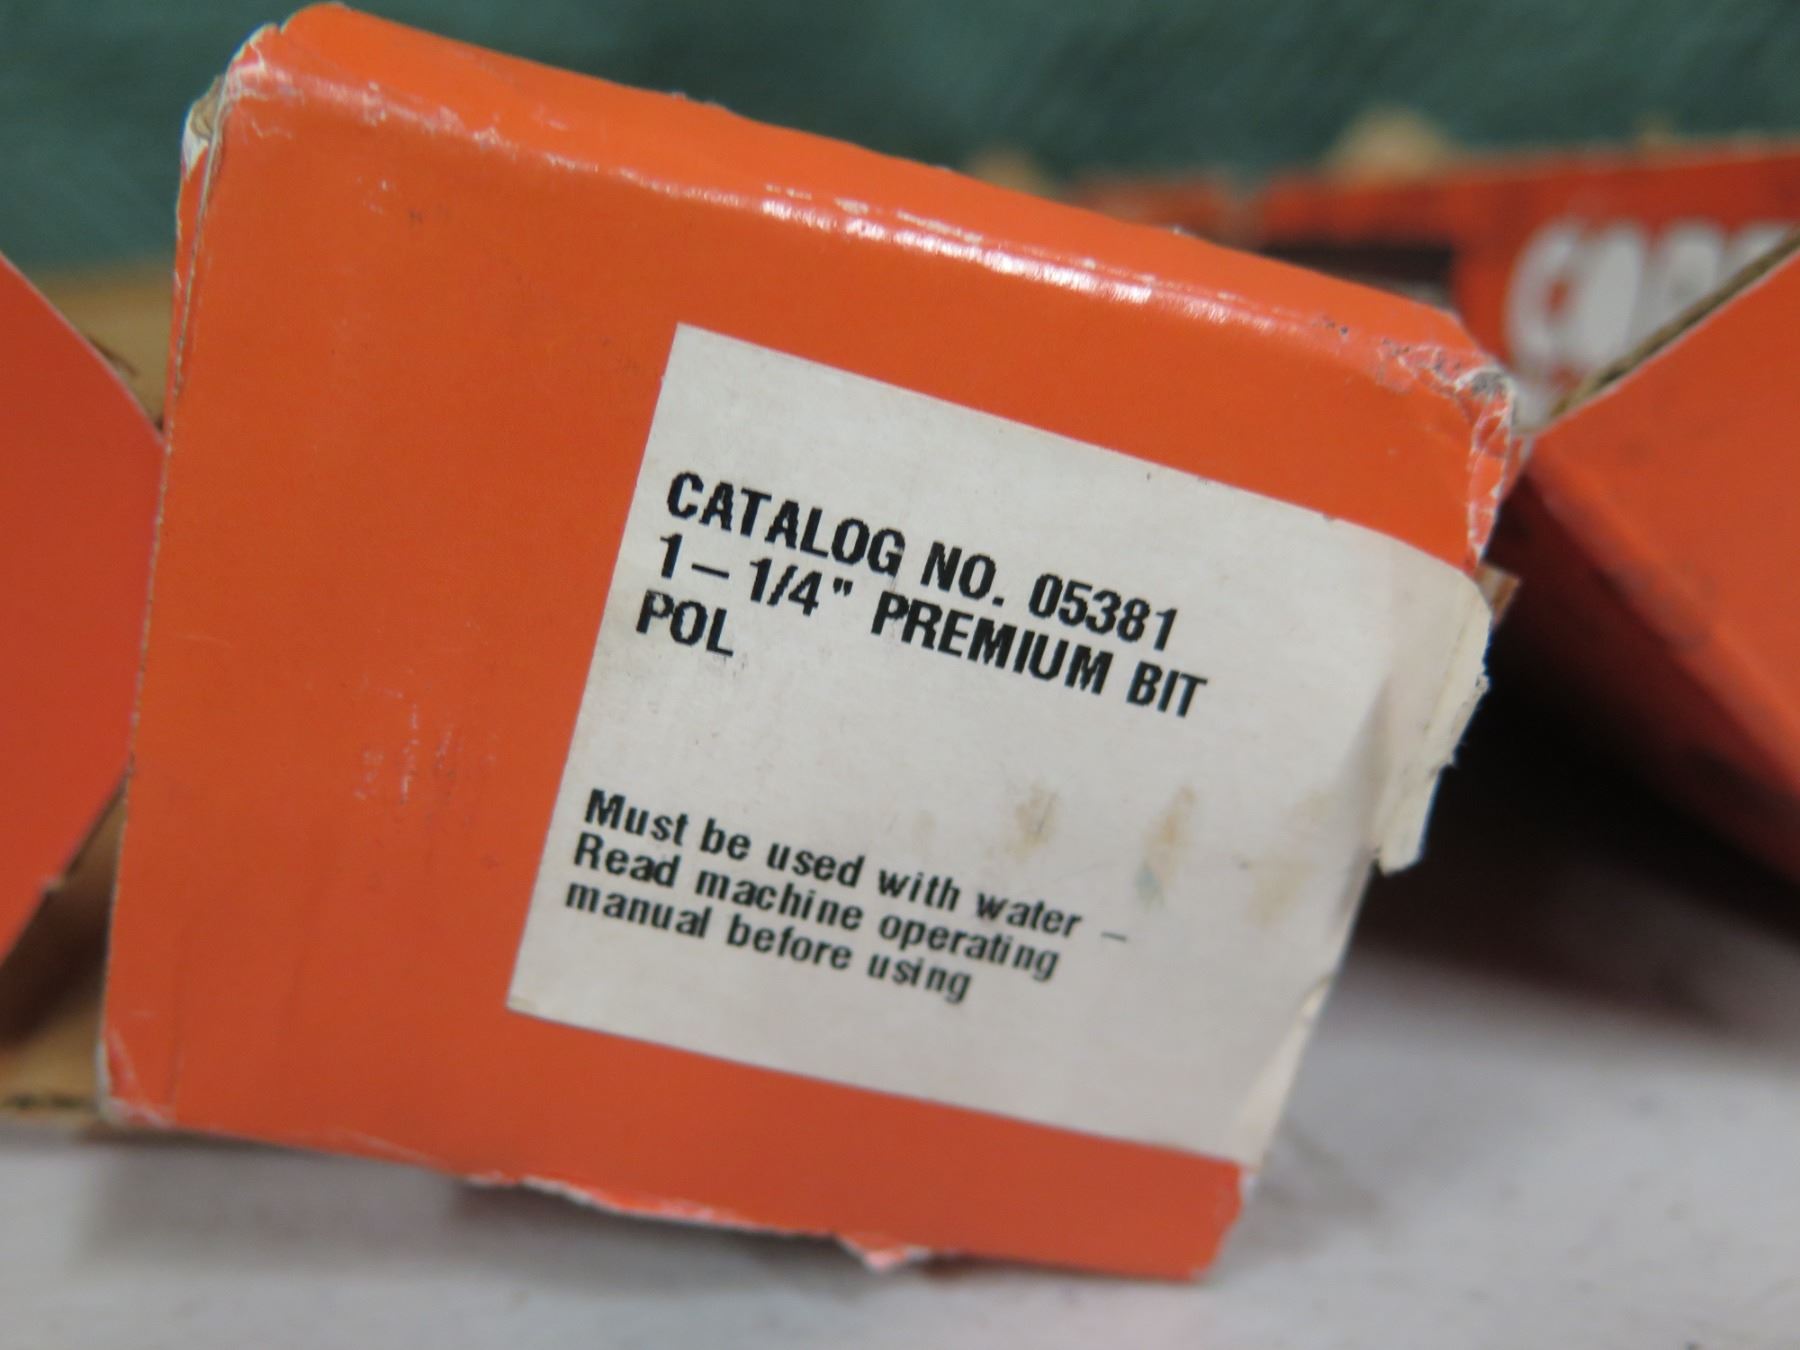 CATALOG NO. 05381
1-1/4" PREMIUM BIT
POL
Must be used with water –
Read machine operating
manual before using